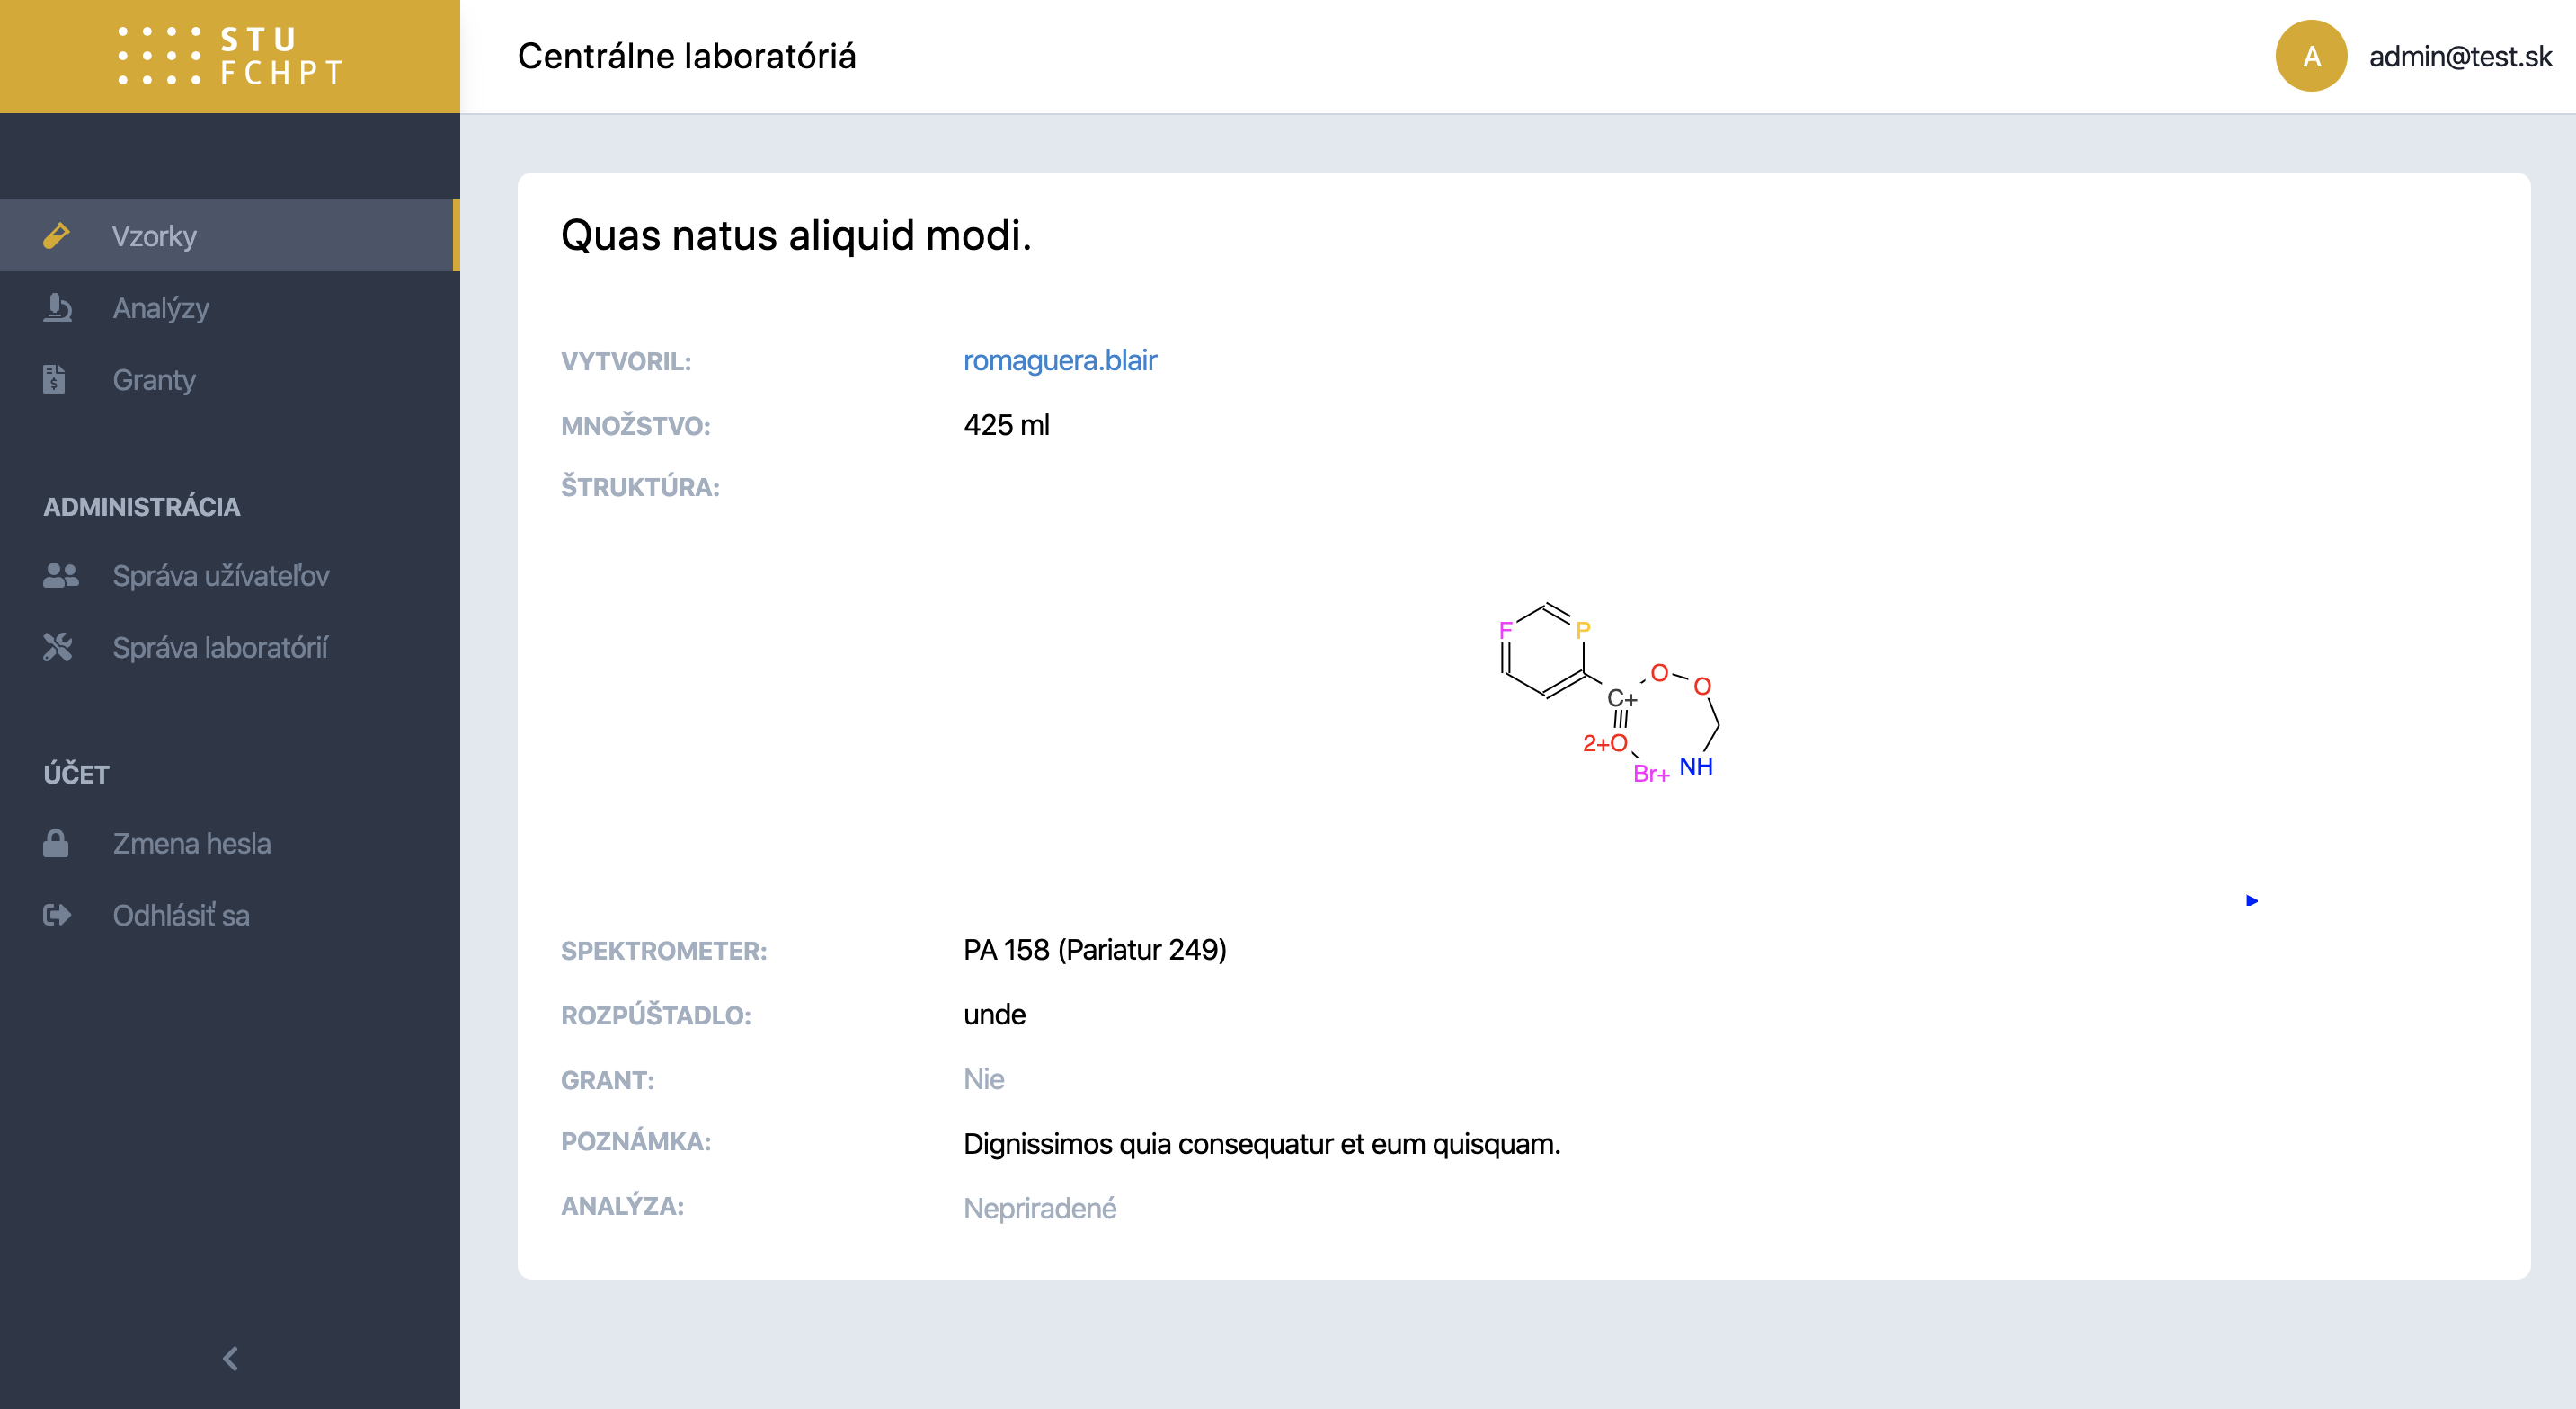 STU
FCHPT
Centrálne laboratóriá
A
admin@test.sk
Vzorky
Analýzy
Granty
ADMINISTRÁCIA
Správa užívateľov
Správa laboratórií
ÚČET
Zmena hesla
Odhlásiť sa
Quas natus aliquid modi.
VYTVORIL: romaguera.blair
MNOŽSTVO: 425 ml
ŠTRUKTÚRA:
F P
O
O
C+
2+O
Br+ NH
SPEKTROMETER: PA 158 (Pariatur 249)
ROZPÚŠTADLO: unde
GRANT: Nie
POZNÁMKA: Dignissimos quia consequatur et eum quisquam.
ANALÝZA: Nepriradené